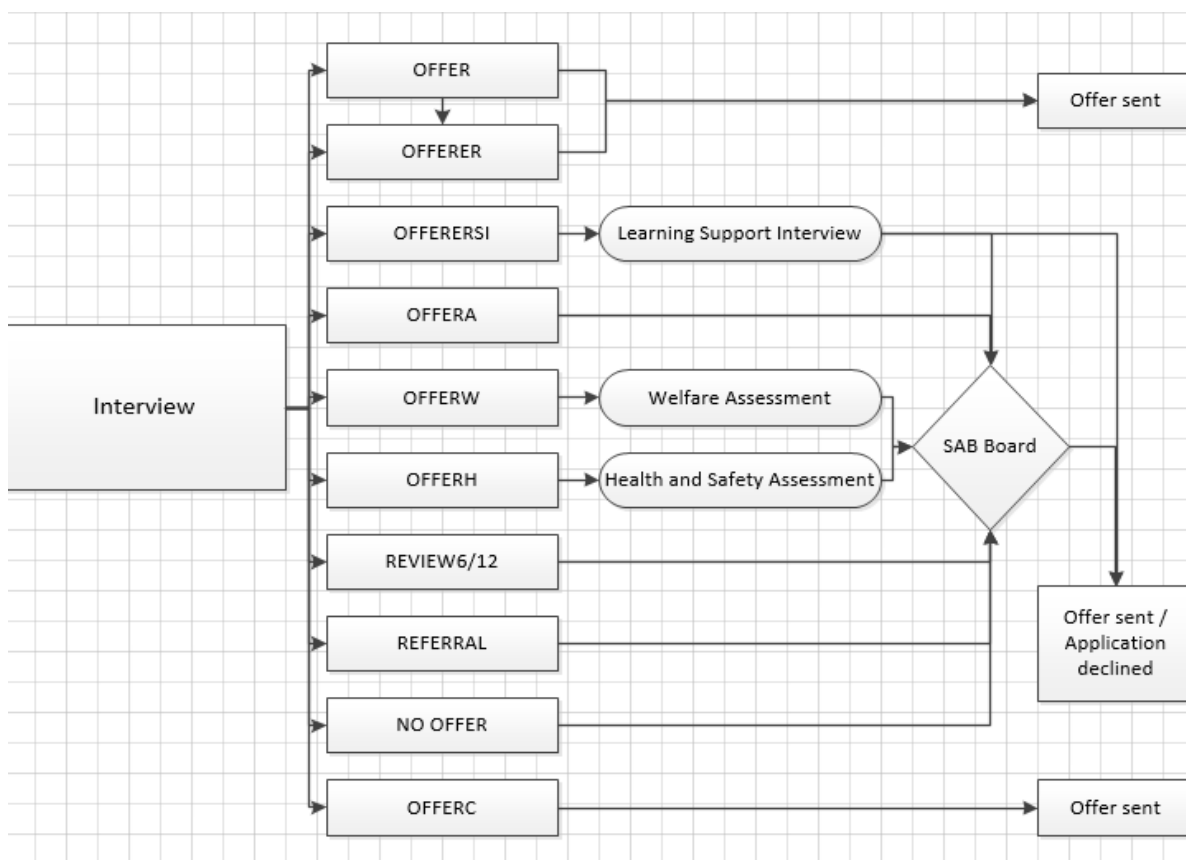 OFFER
Offer sent
OFFERER
OFFERERSI
Learning Support Interview
OFFERA
Interview
OFFERW
Welfare Assessment
SAB Board
OFFERH
Health and Safety Assessment
REVIEW6/12
REFERRAL
Offer sent /
Application
declined
NO OFFER
OFFERC
Offer sent